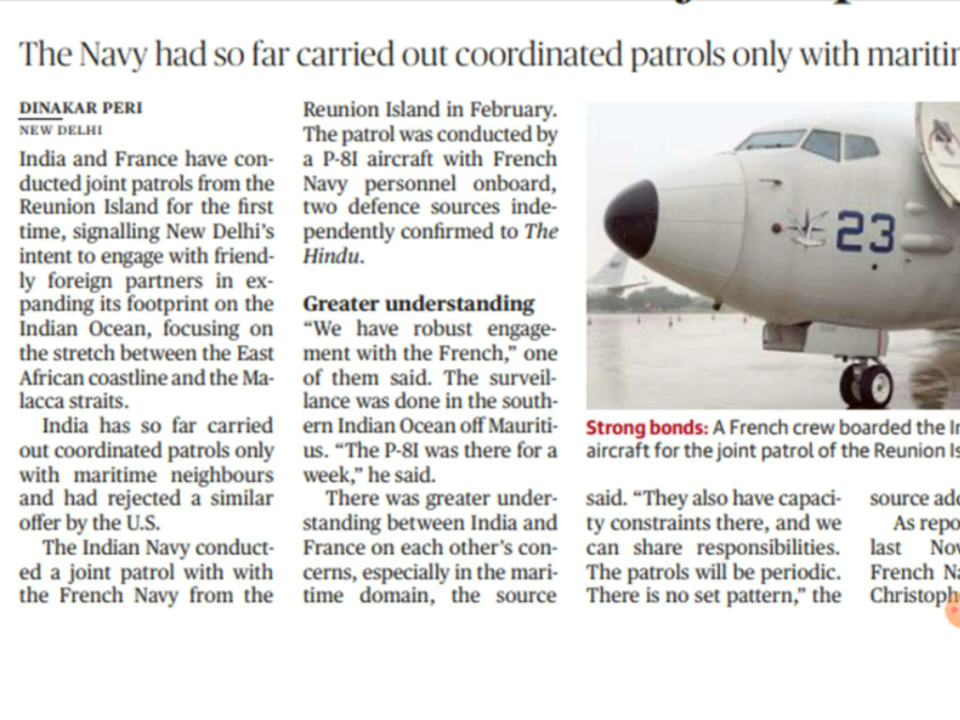 The Navy had so far carried out coordinated patrols only with
DINAKAR PERI
NEW DELHI
India and France have con-
ducted joint patrols from the
Reunion Island for the first
time, signalling New Delhi's
intent to engage with friend-
ly foreign partners in ex-
panding its footprint on the
Indian Ocean, focusing on
the stretch between the East
African coastline and the Ma-
lacca straits.
India has so far carried
out coordinated patrols only
with maritime neighbours
and had rejected a similar
offer by the U.S.
The Indian Navy conduct-
ed a joint patrol with with
the French Navy from the
Reunion Island in February.
The patrol was conducted by
a P-8I aircraft with French
Navy personnel onboard,
two defence sources inde-
pendently confirmed to The
Hindu.
Greater understanding
“We have robust engage-
ment with the French,” one
of them said. The surveil-
lance was done in the south-
ern Indian Ocean off Mauriti-
us. “The P-8I was there for a
week,” he said.
There was greater under-
standing between India and
France on each other's con-
cerns, especially in the mari-
time domain, the source
23
Strong bonds: A French crew boarded the
aircraft for the joint patrol of the Reunion
said. “They also have capaci-
ty constraints there, and we
can share responsibilities.
The patrols will be periodic.
There is no set pattern,” the
source
As
last
French